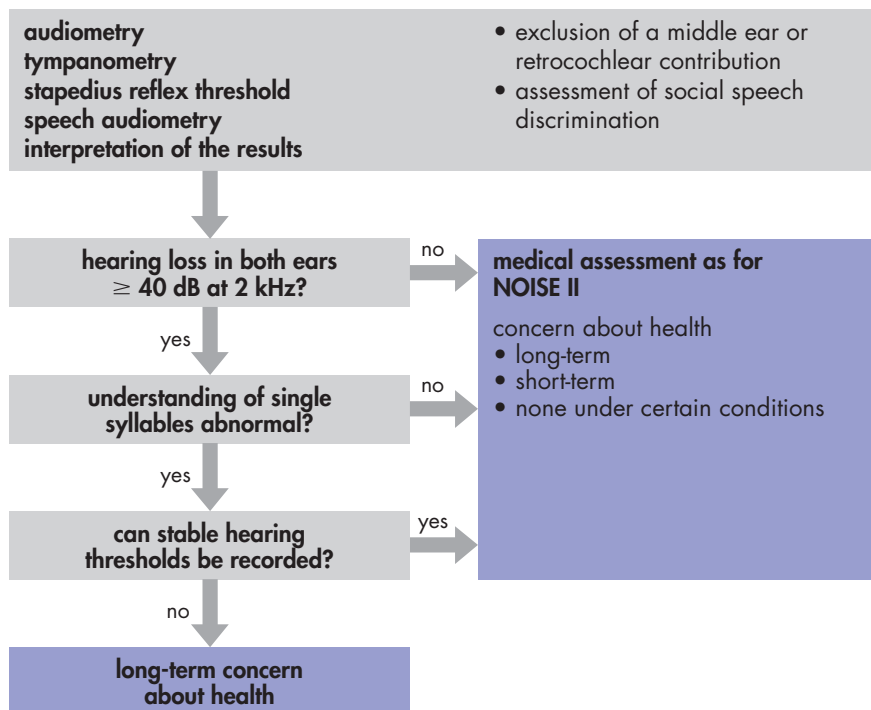 audiometry
tympanometry
stapedius reflex threshold
speech audiometry
interpretation of the results
• exclusion of a middle ear or
retrocochlear contribution
• assessment of social speech
discrimination
hearing loss in both ears
≥ 40 dB at 2 kHz?
no
medical assessment as for
NOISE II
concern about health
• long-term
• short-term
• none under certain conditions
yes
understanding of single
syllables abnormal?
no
yes
can stable hearing
thresholds be recorded?
yes
no
long-term concern
about health